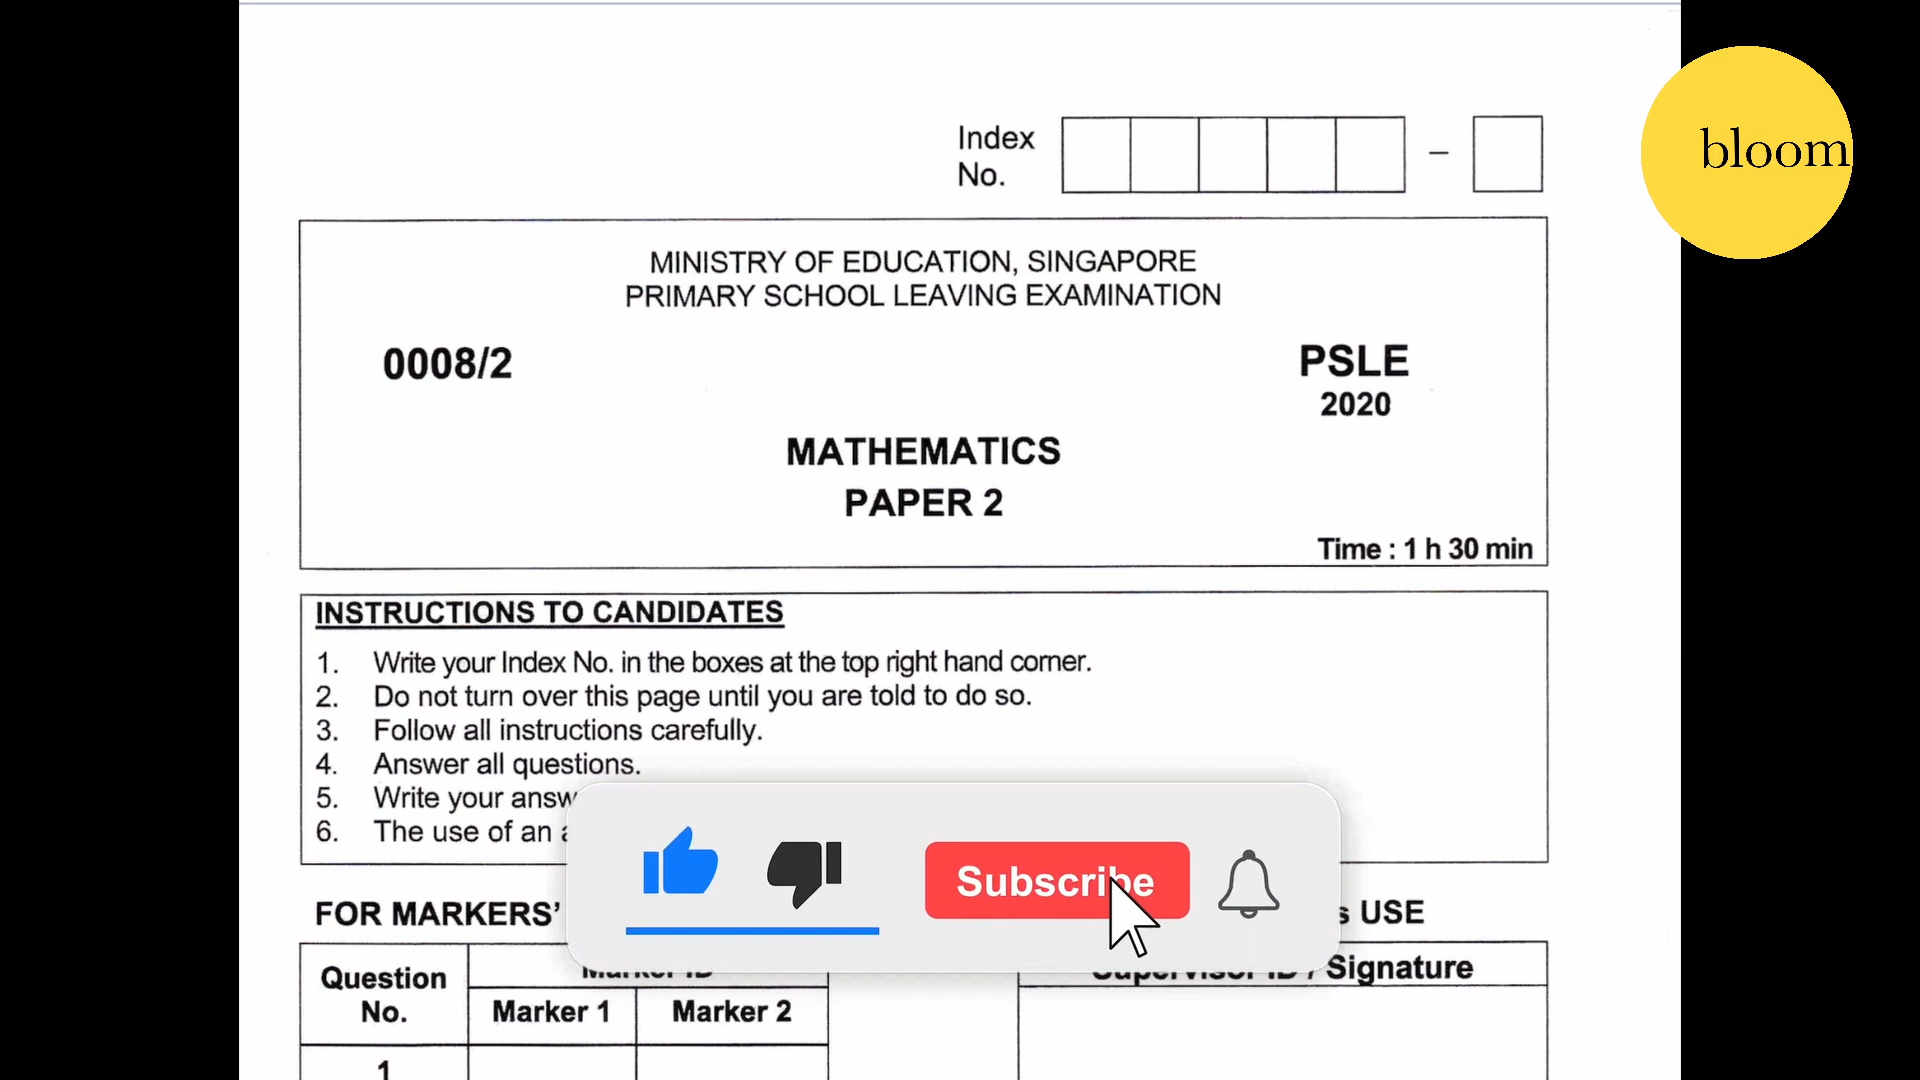 Index
No.
–
bloom
MINISTRY OF EDUCATION, SINGAPORE
PRIMARY SCHOOL LEAVING EXAMINATION
0008/2
PSLE
2020
MATHEMATICS
PAPER 2
Time : 1 h 30 min
INSTRUCTIONS TO CANDIDATES
1. Write your Index No. in the boxes at the top right hand corner.
2. Do not turn over this page until you are told to do so.
3. Follow all instructions carefully.
4. Answer all questions.
5. Write your
6. The use of an
Subscribe
FOR MARKERS’
USE
Question
No.
Marker ID
Supervisor ID / Signature
Marker 1
Marker 2
1